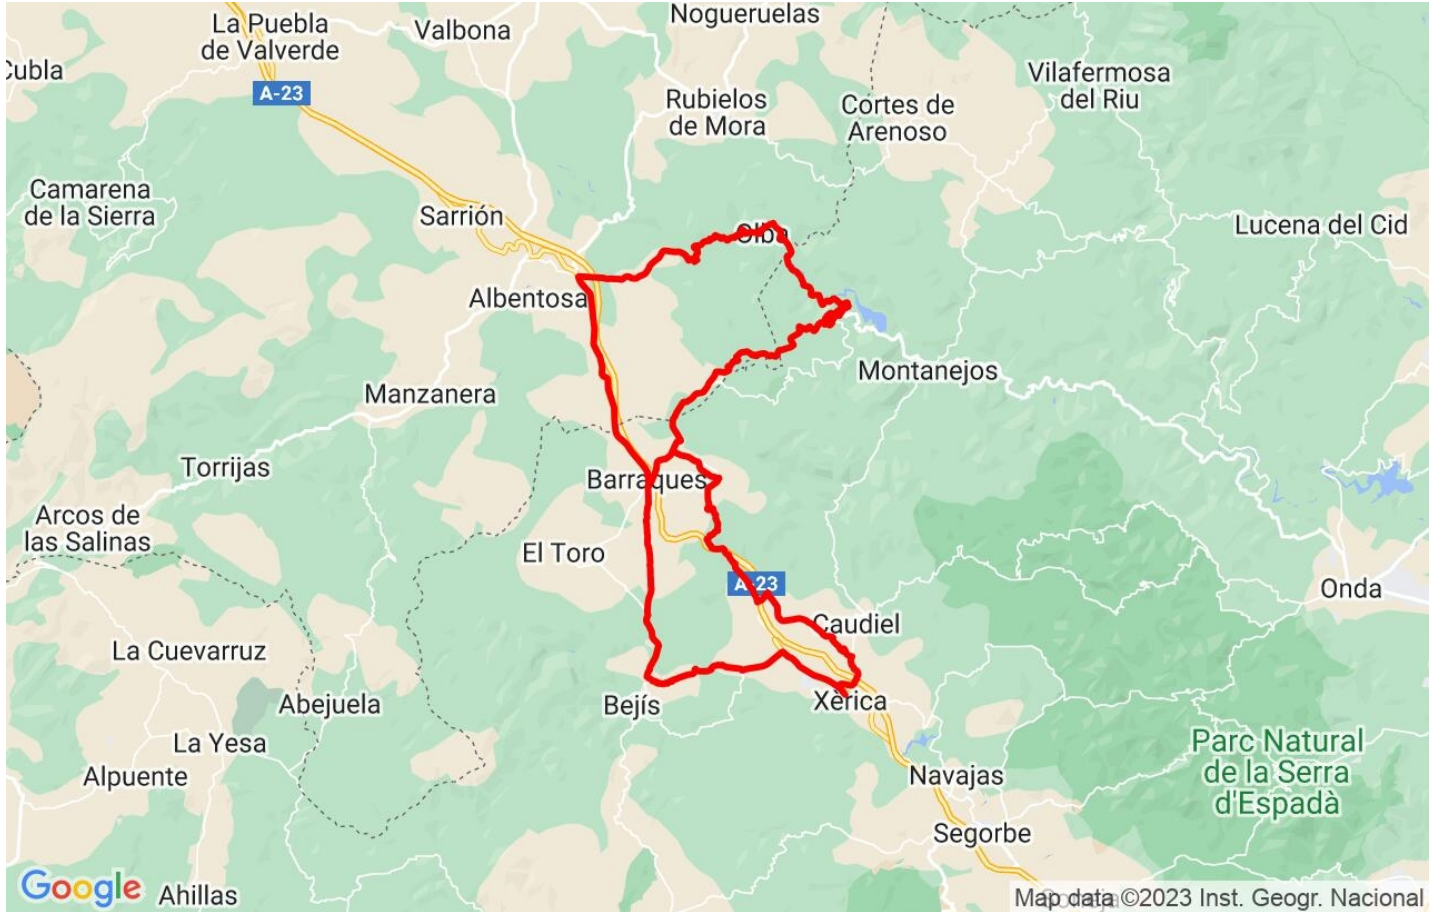 La Puebla
de Valverde
Valbona
Nogueruelas
Cubla
A-23
Rubielos
de Mora
Cortes de
Arenoso
Vilafermosa
del Riu
Camarena
de la Sierra
Sarrión
Olba
Lucena del Cid
Albentosa
Manzanera
Montanejos
Torrijas
Barraques
Arcos de
las Salinas
El Toro
A-23
Onda
Caudiel
La Cuevarruz
Abejuela
Bejís
Xèrica
La Yesa
Alpuente
Navajas
Parc Natural
de la Serra
d'Espadà
Segorbe
Google
Ahillas
Map data ©2023 Inst. Geogr. Nacional